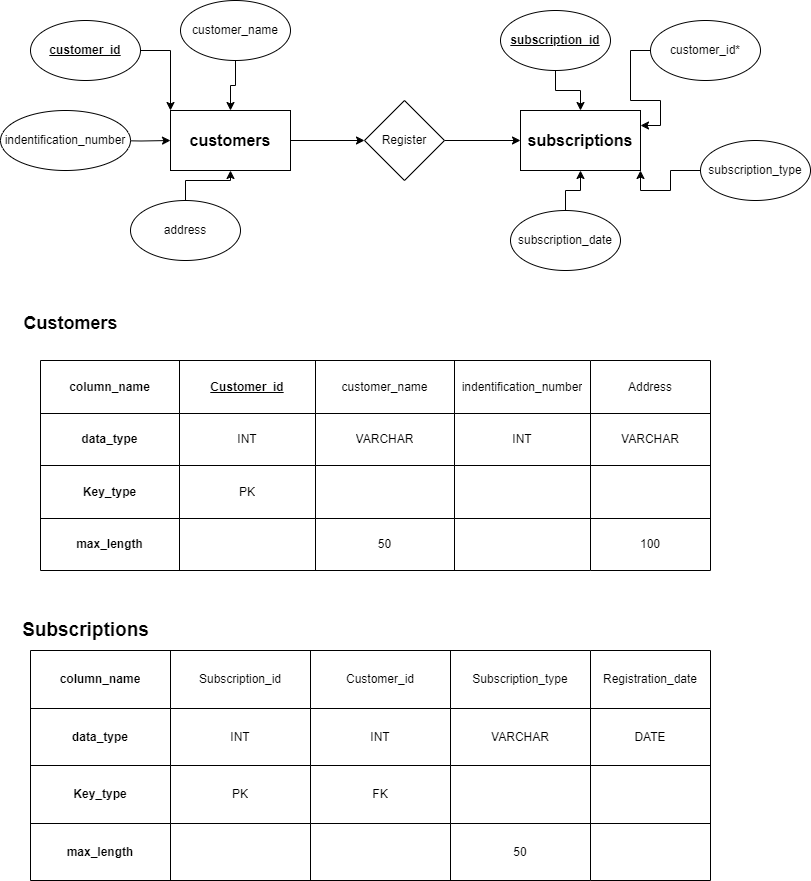 customer_name
customer_id
subscription_id
customer_id*
indentification_number
customers
Register
subscriptions
subscription_type
address
subscription_date
Customers
column_name Customer_id customer_name indentification_number Address
data_type INT VARCHAR INT VARCHAR
Key_type PK
max_length 50 100
Subscriptions
column_name Subscription_id Customer_id Subscription_type Registration_date
data_type INT INT VARCHAR DATE
Key_type PK FK
max_length 50